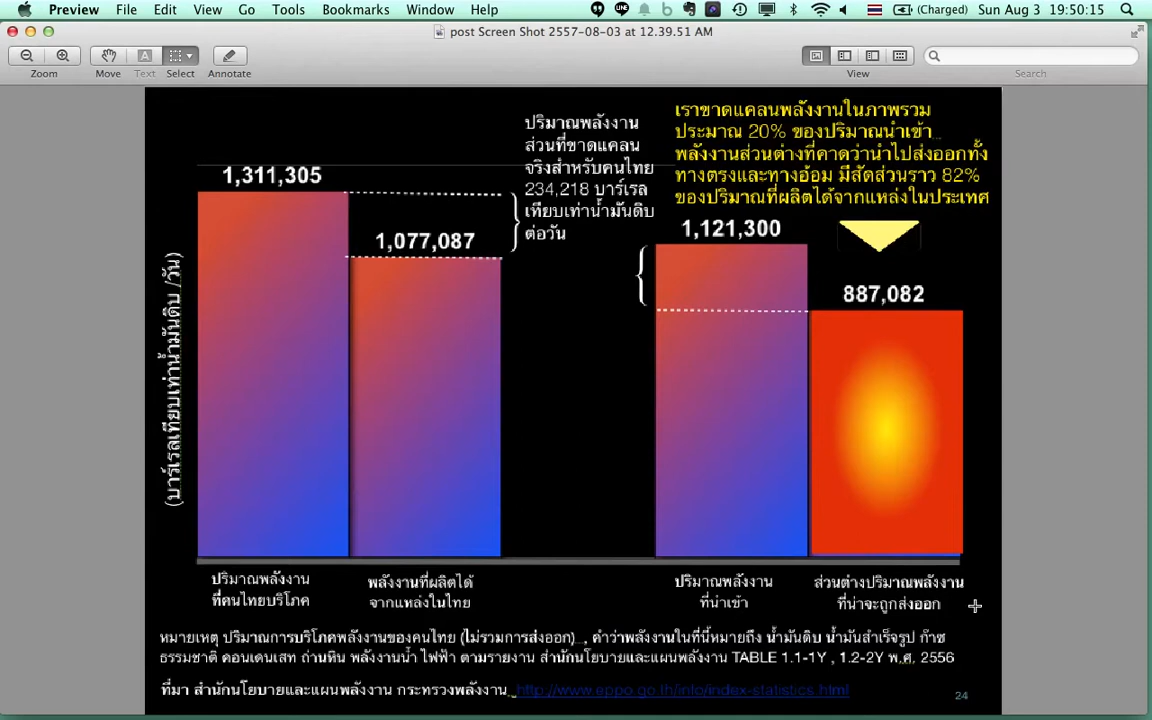 Preview File Edit View Go Tools Bookmarks Window Help (Charged) Sun Aug 3 19:50:15
post Screen Shot 2557-08-03 at 12.39.51 AM
Zoom Move Text Select Annotate View Search
ปริมาณพลังงาน
ส่วนที่ขาดแคลน
จริงสำหรับคนไทย
234,218 บาร์เรล
เทียบเท่าน้ำมันดิบ
ต่อวัน
เราขาดแคลนพลังงานในภาพรวม
ประมาณ 20% ของปริมาณนำเข้า
พลังงานส่วนต่างที่คาดว่านำไปส่งออกทั้ง
ทางตรงและทางอ้อม มีสัดส่วนราว 82%
ของปริมาณที่ผลิตได้จากแหล่งในประเทศ
1,311,305
1,077,087
1,121,300
887,082
(บาร์เรลเทียบเท่าน้ำมันดิบ /วัน)
ปริมาณพลังงาน
ที่คนไทยบริโภค
พลังงานที่ผลิตได้
จากแหล่งในไทย
ปริมาณพลังงาน
ที่นำเข้า
ส่วนต่างปริมาณพลังงาน
ที่น่าจะถูกส่งออก
หมายเหตุ ปริมาณการบริโภคพลังงานของคนไทย (ไม่รวมการส่งออก) , คำว่าพลังงานในที่นี้หมายถึง น้ำมันดิบ น้ำมันสำเร็จรูป ก๊าซ
ธรรมชาติ คอนเดนเสท ถ่านหิน พลังงานน้ำ ไฟฟ้า ตามรายงาน สำนักนโยบายและแผนพลังงาน TABLE 1.1-1Y , 1.2-2Y พ.ศ. 2556
ที่มา สำนักนโยบายและแผนพลังงาน กระทรวงพลังงาน http://www.eppo.go.th/info/index-statistics.html
24